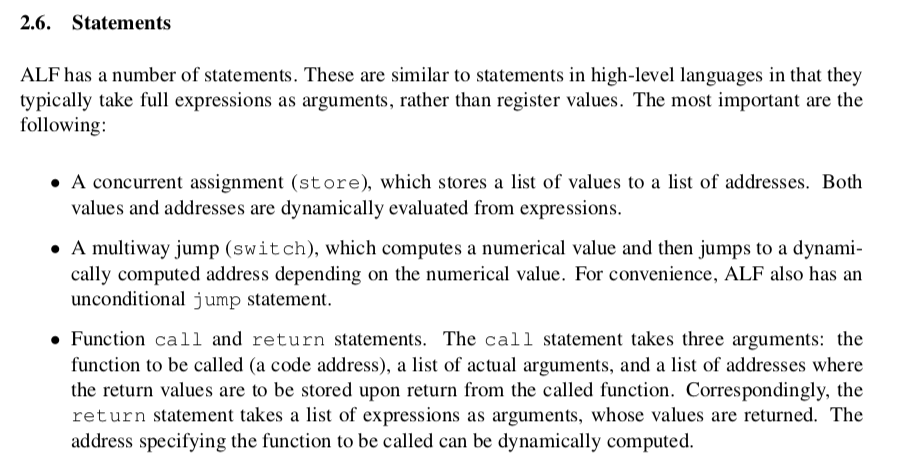 2.6. Statements
ALF has a number of statements. These are similar to statements in high-level languages in that they
typically take full expressions as arguments, rather than register values. The most important are the
following:
• A concurrent assignment (store), which stores a list of values to a list of addresses. Both
values and addresses are dynamically evaluated from expressions.
• A multiway jump (switch), which computes a numerical value and then jumps to a dynami-
cally computed address depending on the numerical value. For convenience, ALF also has an
unconditional jump statement.
• Function call and return statements. The call statement takes three arguments: the
function to be called (a code address), a list of actual arguments, and a list of addresses where
the return values are to be stored upon return from the called function. Correspondingly, the
return statement takes a list of expressions as arguments, whose values are returned. The
address specifying the function to be called can be dynamically computed.